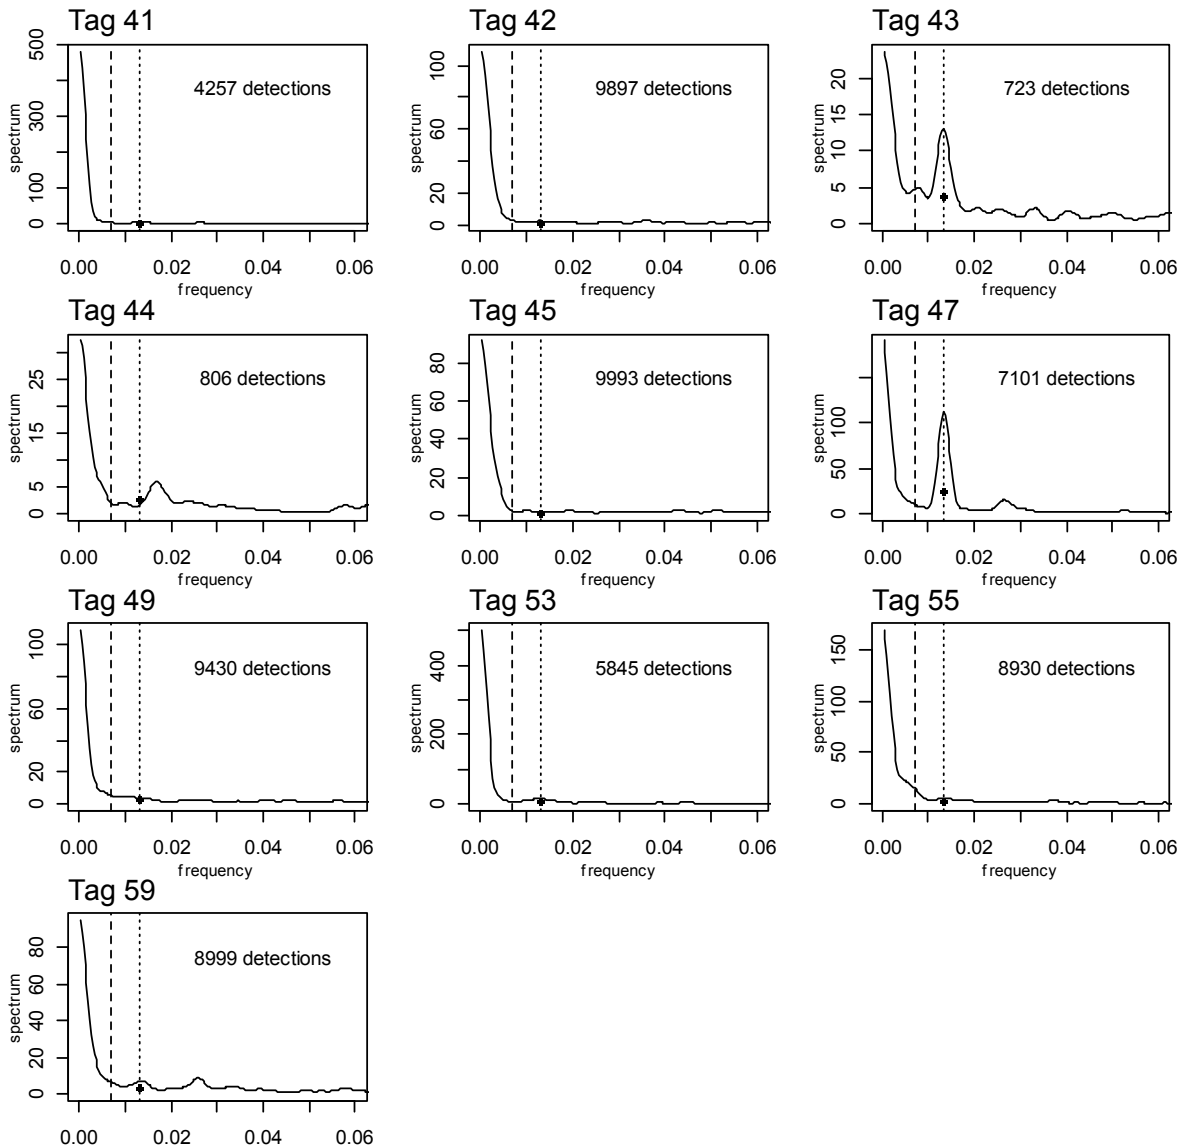 Tag 41
Tag 42
Tag 43
500
300
100
0
spectrum
4257 detections
0.00 0.02 0.04 0.06
frequency
100
60
20
0
spectrum
9897 detections
0.00 0.02 0.04 0.06
frequency
20
15
10
5
0
spectrum
723 detections
0.00 0.02 0.04 0.06
frequency
Tag 44
Tag 45
Tag 47
25
15
5
0
spectrum
806 detections
0.00 0.02 0.04 0.06
frequency
80
60
40
20
0
spectrum
9993 detections
0.00 0.02 0.04 0.06
frequency
100
50
0
spectrum
7101 detections
0.00 0.02 0.04 0.06
frequency
Tag 49
Tag 53
Tag 55
100
60
20
0
spectrum
9430 detections
0.00 0.02 0.04 0.06
frequency
400
200
0
spectrum
5845 detections
0.00 0.02 0.04 0.06
frequency
150
100
50
0
spectrum
8930 detections
0.00 0.02 0.04 0.06
frequency
Tag 59
80
60
40
20
0
spectrum
8999 detections
0.00 0.02 0.04 0.06